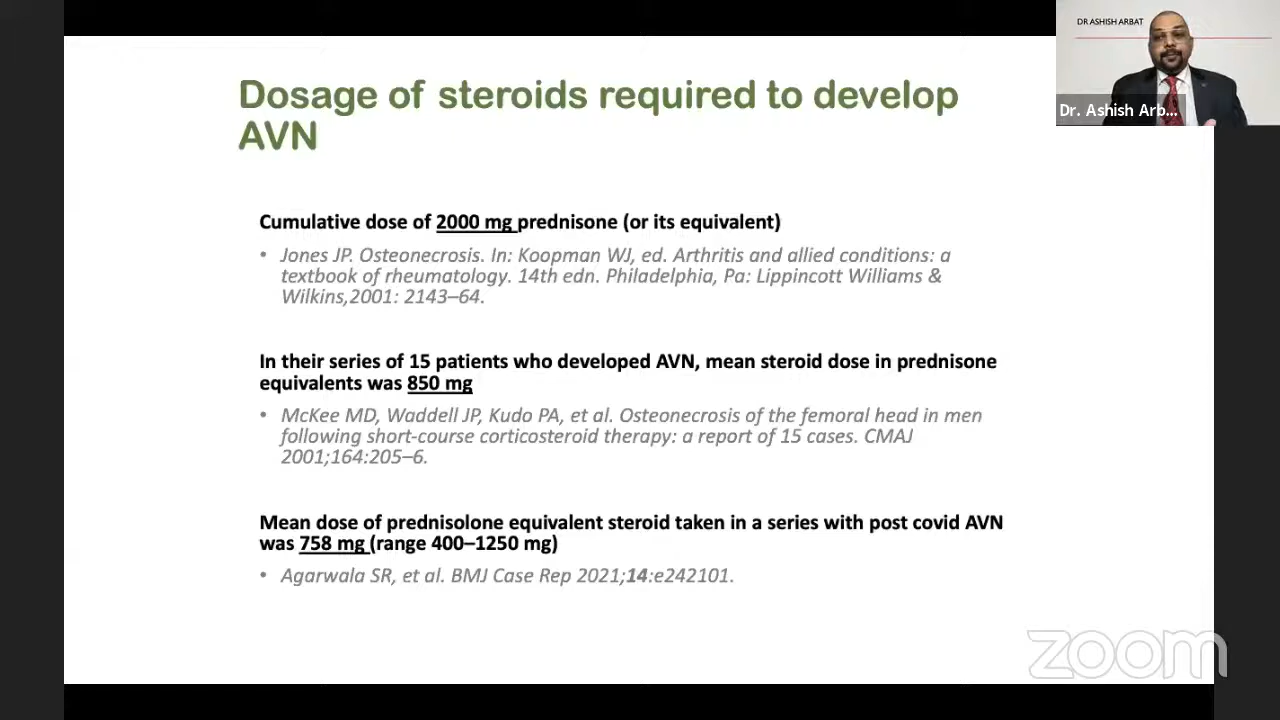 DR ASHISH ARBAT
Dr. Ashish Arb...
Dosage of steroids required to develop
AVN
Cumulative dose of 2000 mg prednisone (or its equivalent)
• Jones JP. Osteonecrosis. In: Koopman WJ, ed. Arthritis and allied conditions: a
textbook of rheumatology. 14th edn. Philadelphia, Pa: Lippincott Williams &
Wilkins,2001: 2143–64.
In their series of 15 patients who developed AVN, mean steroid dose in prednisone
equivalents was 850 mg
• McKee MD, Waddell JP, Kudo PA, et al. Osteonecrosis of the femoral head in men
following short-course corticosteroid therapy: a report of 15 cases. CMAJ
2001;164:205–6.
Mean dose of prednisolone equivalent steroid taken in a series with post covid AVN
was 758 mg (range 400–1250 mg)
• Agarwala SR, et al. BMJ Case Rep 2021;14:e242101.
zoom